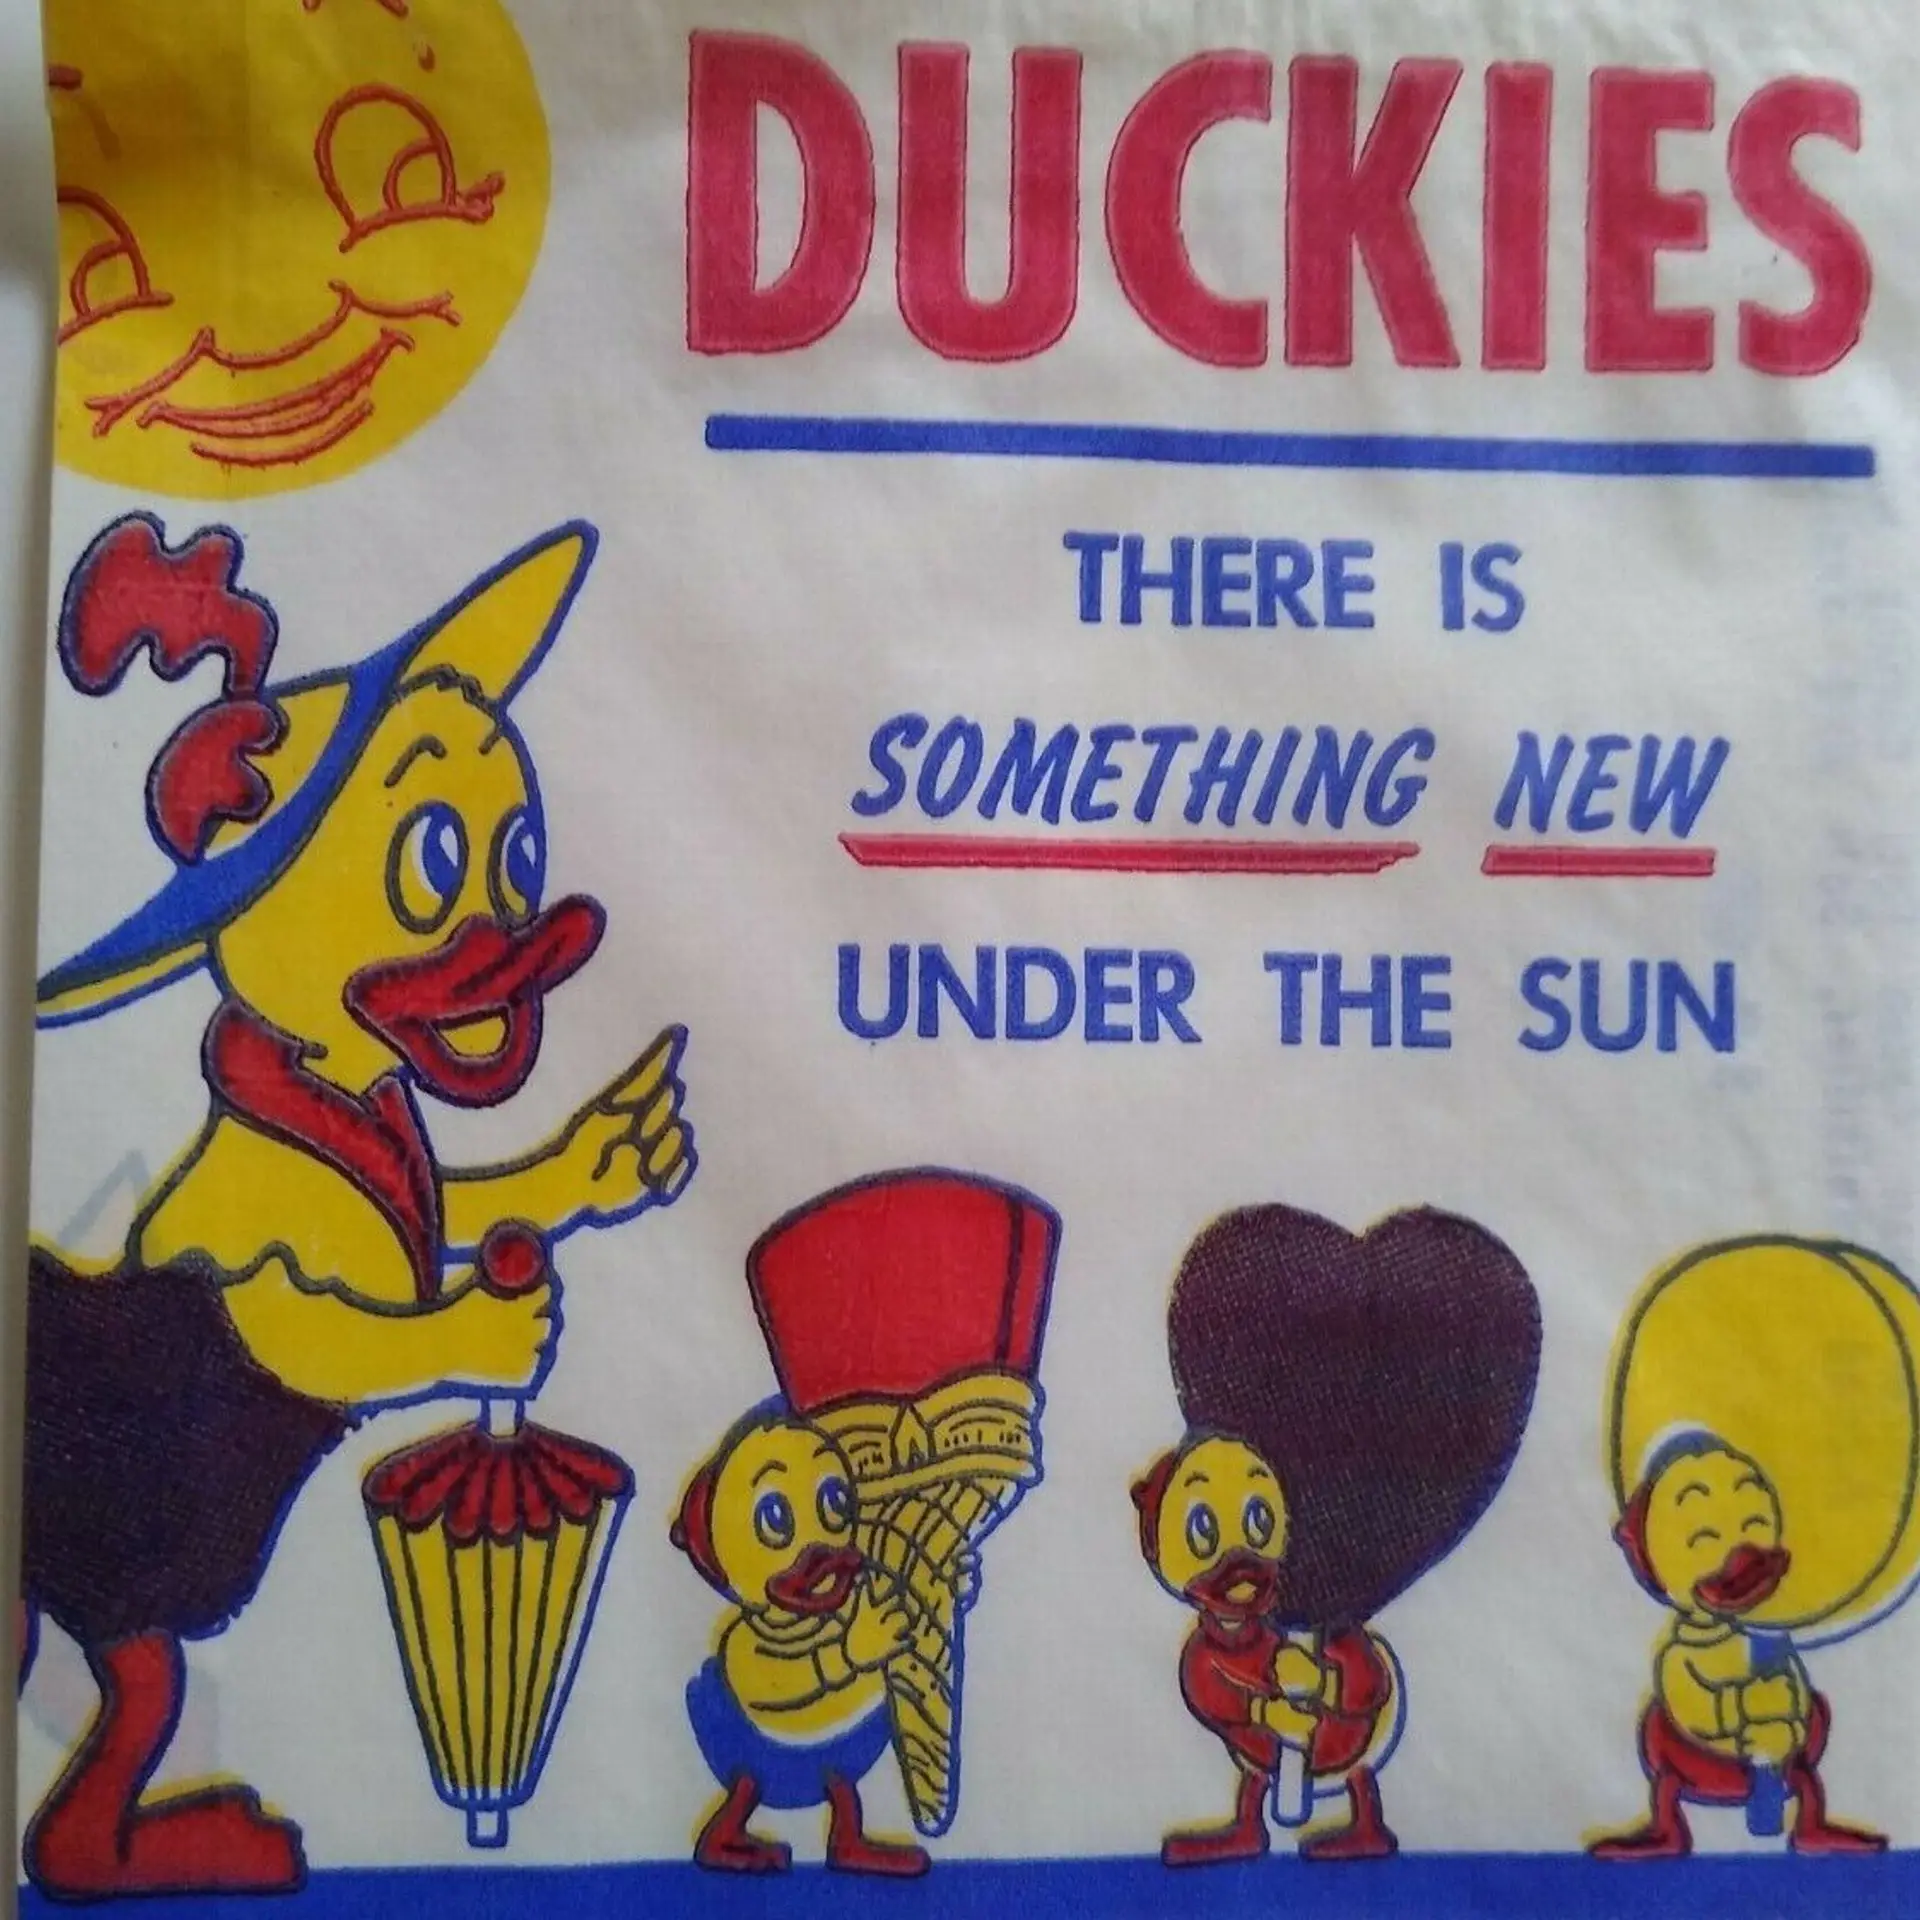 DUCKIES
THERE IS
SOMETHING NEW
UNDER THE SUN